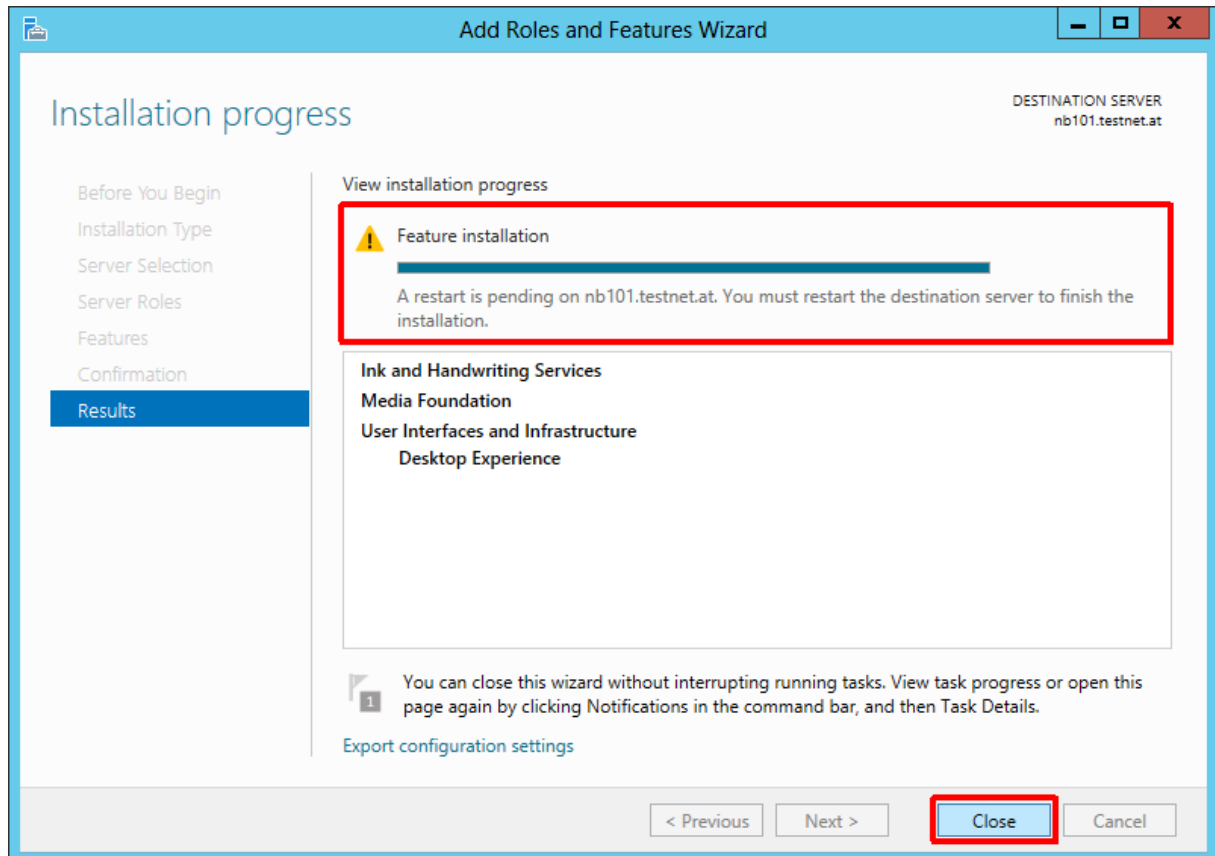 Add Roles and Features Wizard
Installation progress
DESTINATION SERVER
nb101.testnet.at
Before You Begin
Installation Type
Server Selection
Server Roles
Features
Confirmation
Results
View installation progress
Feature installation
A restart is pending on nb101.testnet.at. You must restart the destination server to finish the
installation.
Ink and Handwriting Services
Media Foundation
User Interfaces and Infrastructure
Desktop Experience
1
You can close this wizard without interrupting running tasks. View task progress or open this
page again by clicking Notifications in the command bar, and then Task Details.
Export configuration settings
< Previous
Next >
Close
Cancel